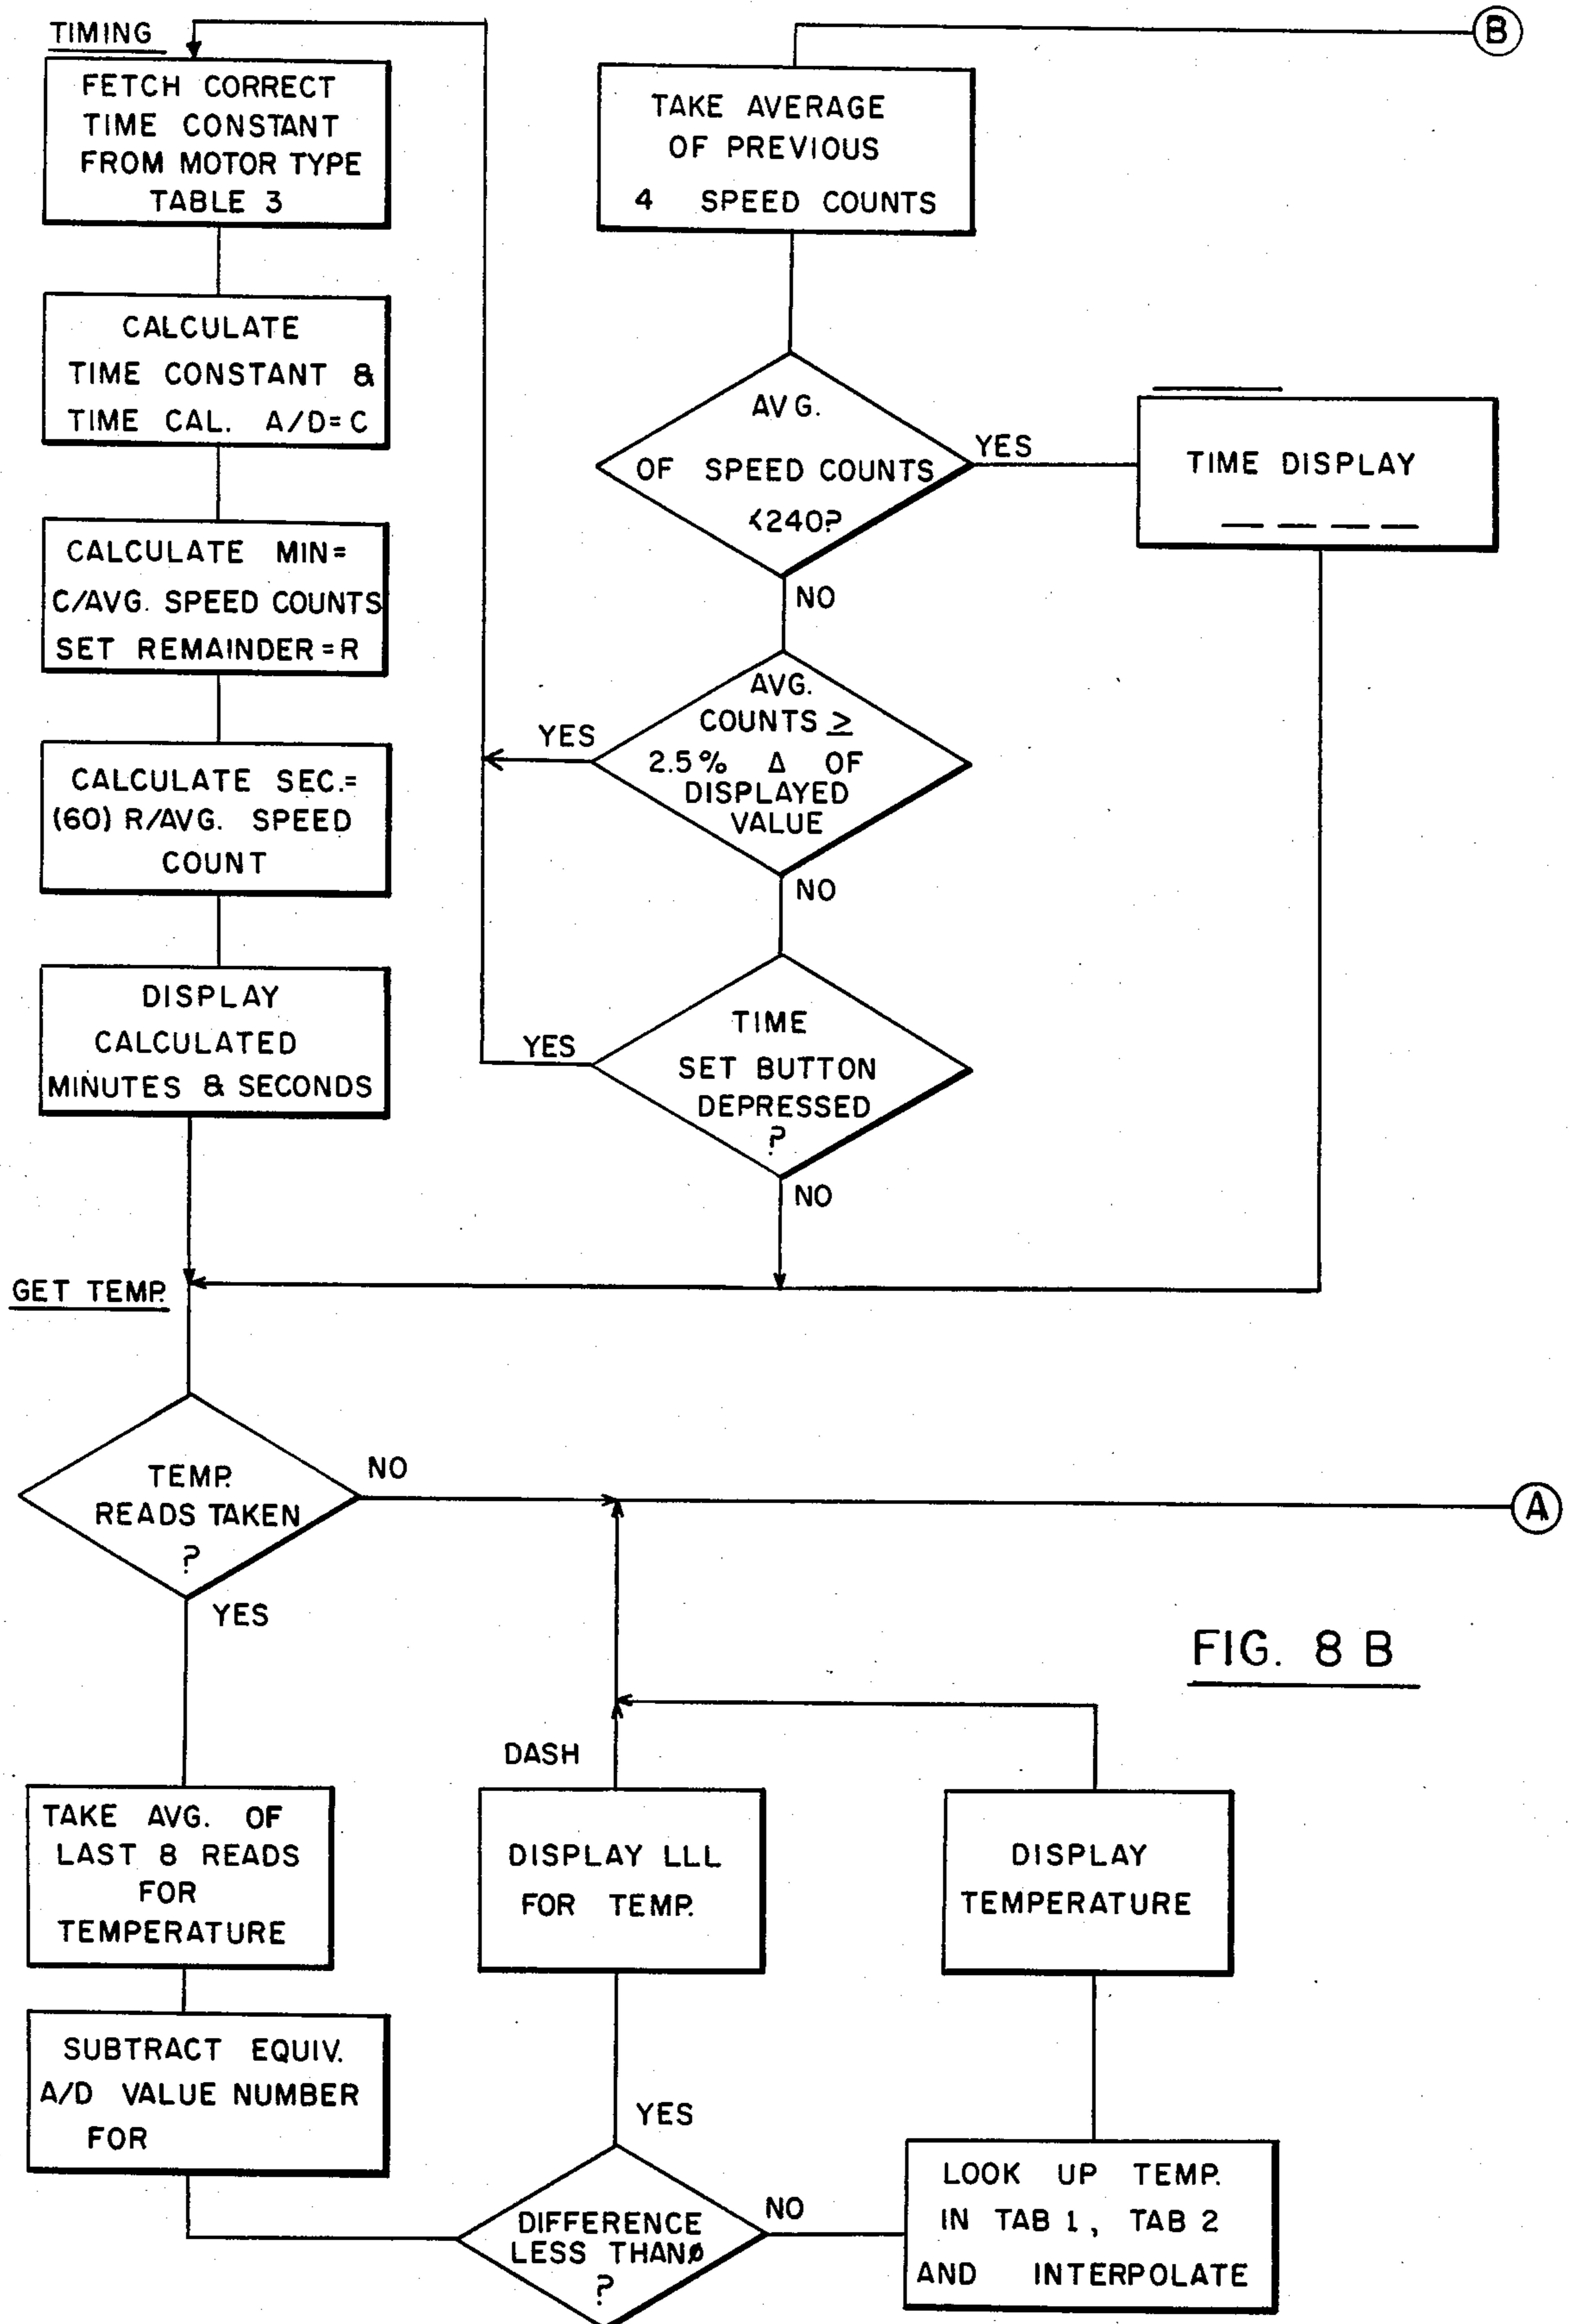 TIMING
FETCH CORRECT
TIME CONSTANT
FROM MOTOR TYPE
TABLE 3
CALCULATE
TIME CONSTANT &
TIME CAL. A/D=C
CALCULATE MIN=
C/AVG. SPEED COUNTS
SET REMAINDER=R
CALCULATE SEC.=
(60) R/AVG. SPEED
COUNT
DISPLAY
CALCULATED
MINUTES & SECONDS
B
TAKE AVERAGE
OF PREVIOUS
4 SPEED COUNTS
AVG.
OF SPEED COUNTS
<240?
YES
TIME DISPLAY
_ _ _ _
NO
AVG.
COUNTS ≥
2.5% Δ OF
DISPLAYED
VALUE
YES
NO
TIME
SET BUTTON
DEPRESSED
?
YES
NO
GET TEMP.
TEMP.
READS TAKEN
?
NO
A
YES
FIG. 8 B
TAKE AVG. OF
LAST 8 READS
FOR
TEMPERATURE
SUBTRACT EQUIV.
A/D VALUE NUMBER
FOR
DASH
DISPLAY LLL
FOR TEMP.
DISPLAY
TEMPERATURE
YES
DIFFERENCE
LESS THANØ
?
NO
LOOK UP TEMP.
IN TAB 1, TAB 2
AND INTERPOLATE